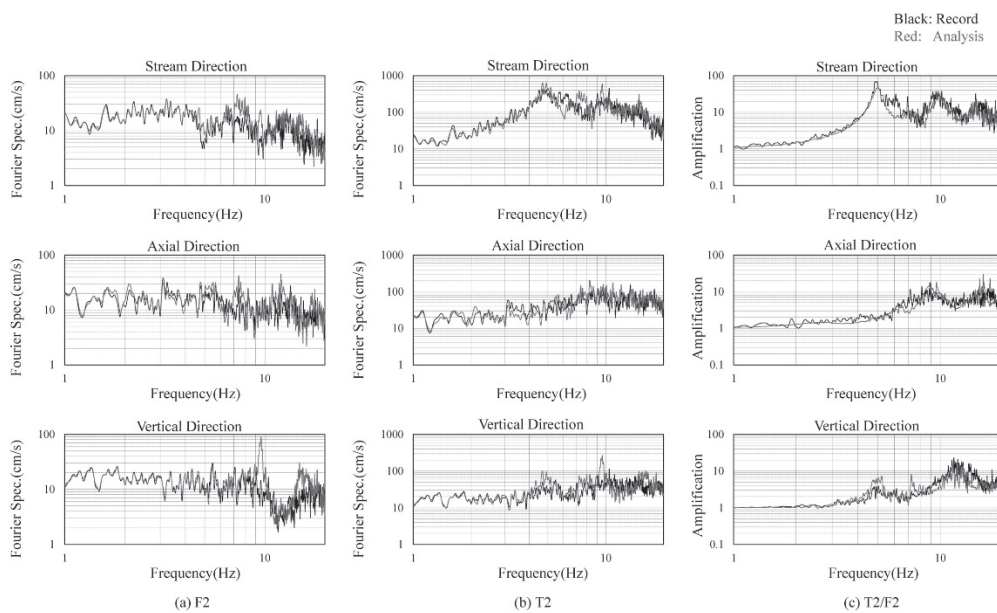 Black: Record
Red: Analysis
Stream Direction
Stream Direction
Stream Direction
100
10
1
Fourier Spec.(cm/s)
1
10
Frequency(Hz)
1000
100
10
1
Fourier Spec.(cm/s)
1
10
Frequency(Hz)
100
10
1
0.1
Amplification
1
10
Frequency(Hz)
Axial Direction
Axial Direction
Axial Direction
100
10
1
Fourier Spec.(cm/s)
1
10
Frequency(Hz)
1000
100
10
1
Fourier Spec.(cm/s)
1
10
Frequency(Hz)
100
10
1
0.1
Amplification
1
10
Frequency(Hz)
Vertical Direction
Vertical Direction
Vertical Direction
100
10
1
Fourier Spec.(cm/s)
1
10
Frequency(Hz)
1000
100
10
1
Fourier Spec.(cm/s)
1
10
Frequency(Hz)
100
10
1
0.1
Amplification
1
10
Frequency(Hz)
(a) F2
(b) T2
(c) T2/F2